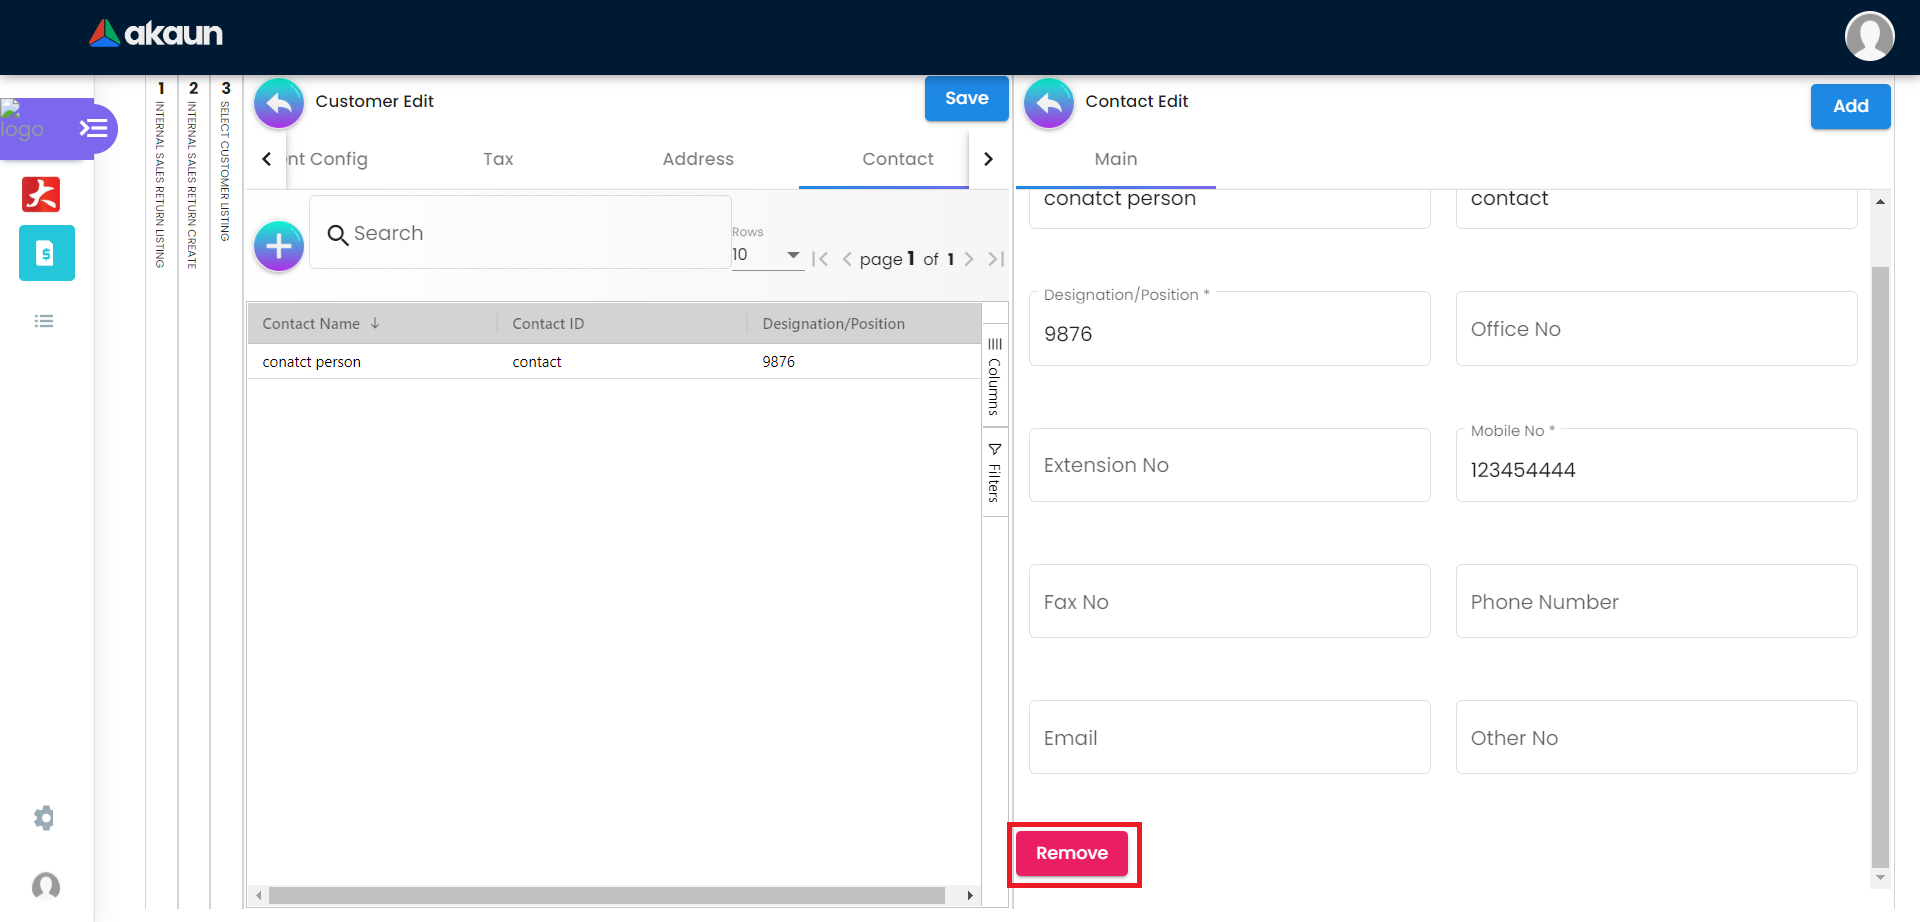 akaun
logo
1 INTERNAL SALES RETURN LISTING
2 INTERNAL SALES RETURN CREATE
3 SELECT CUSTOMER LISTING
Customer Edit
Save
nt Config
Tax
Address
Contact
Search
Rows
10
page 1 of 1
Contact Name
Contact ID
Designation/Position
conatct person
contact
9876
Columns
Filters
Contact Edit
Add
Main
conatct person
contact
Designation/Position *
9876
Office No
Extension No
Mobile No *
123454444
Fax No
Phone Number
Email
Other No
Remove